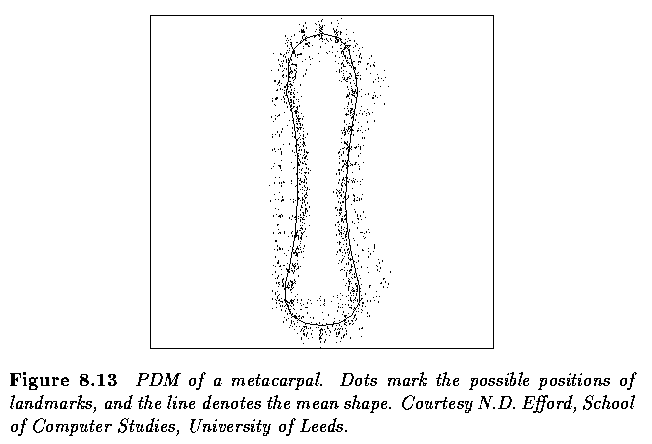 Figure 8.13 PDM of a metacarpal. Dots mark the possible positions of
landmarks, and the line denotes the mean shape. Courtesy N.D. Efford, School
of Computer Studies, University of Leeds.